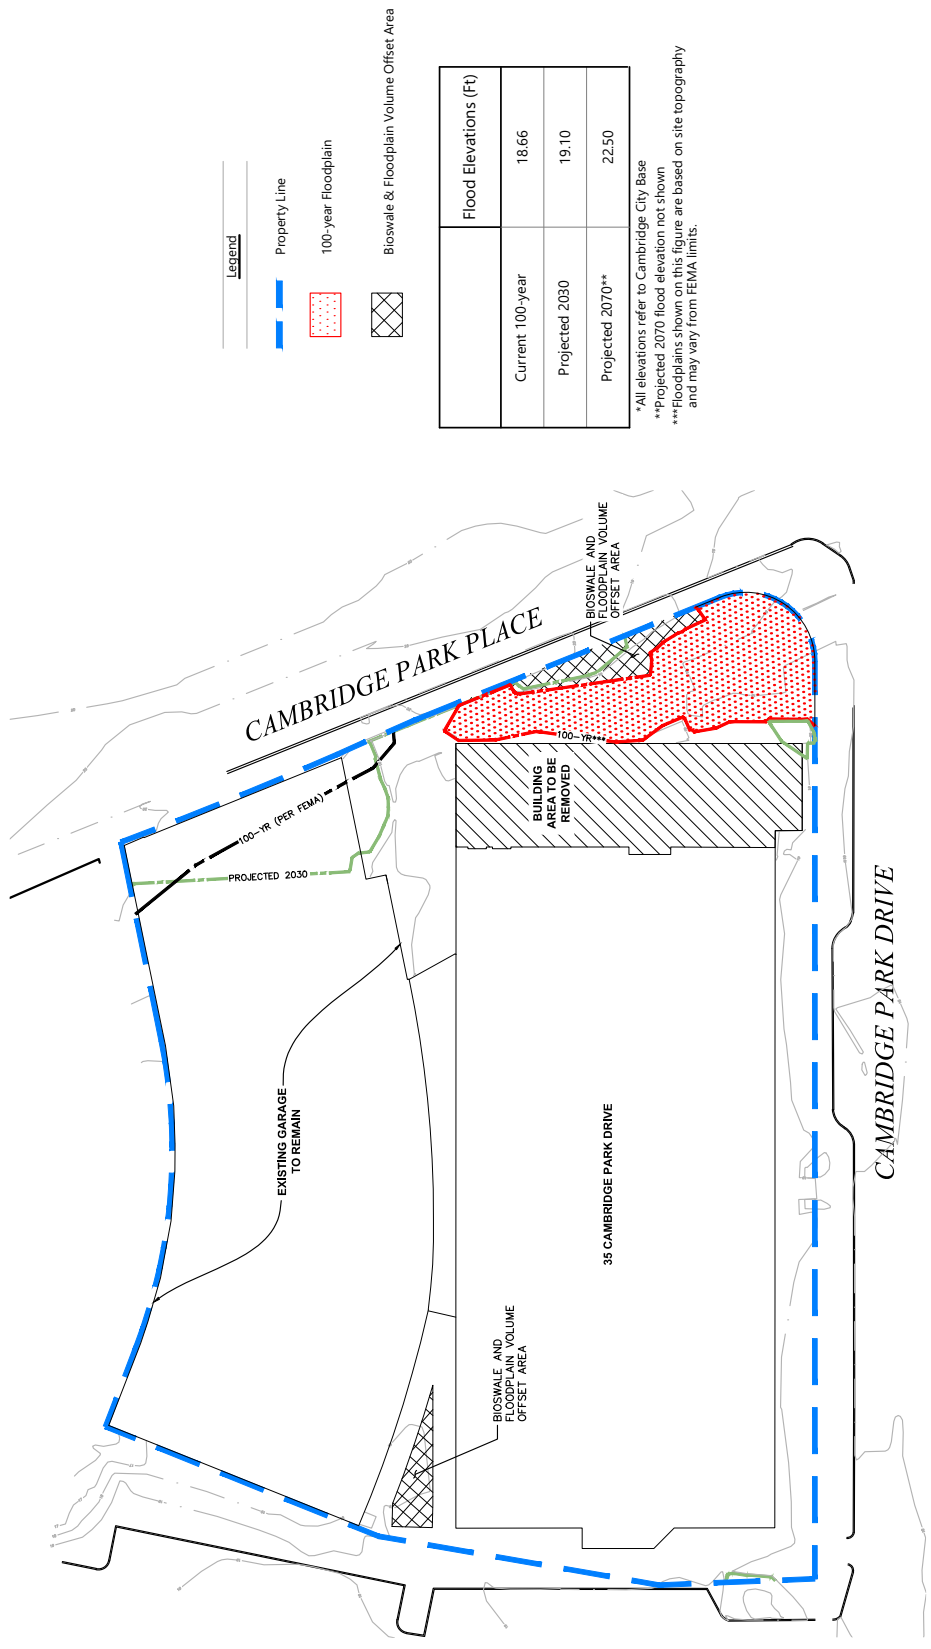 Legend
Property Line
100-year Floodplain
Bioswale & Floodplain Volume Offset Area
Flood Elevations (Ft)
Current 100-year 18.66
Projected 2030 19.10
Projected 2070** 22.50
*All elevations refer to Cambridge City Base
**Projected 2070 flood elevation not shown
***Floodplains shown on this figure are based on site topography
and may vary from FEMA limits.
CAMBRIDGE PARK PLACE
BIOSWALE AND
FLOODPLAIN VOLUME
OFFSET AREA
100-YR***
BUILDING
AREA TO BE
REMOVED
100-YR (PER FEMA)
PROJECTED 2030
EXISTING GARAGE
TO REMAIN
35 CAMBRIDGE PARK DRIVE
CAMBRIDGE PARK DRIVE
BIOSWALE AND
FLOODPLAIN VOLUME
OFFSET AREA